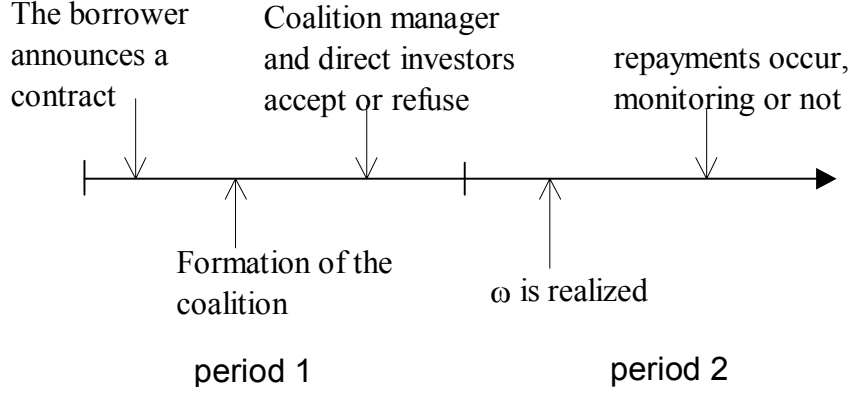 The borrower
announces a
contract
Coalition manager
and direct investors
accept or refuse
repayments occur,
monitoring or not
Formation of the
coalition
ω is realized
period 1
period 2